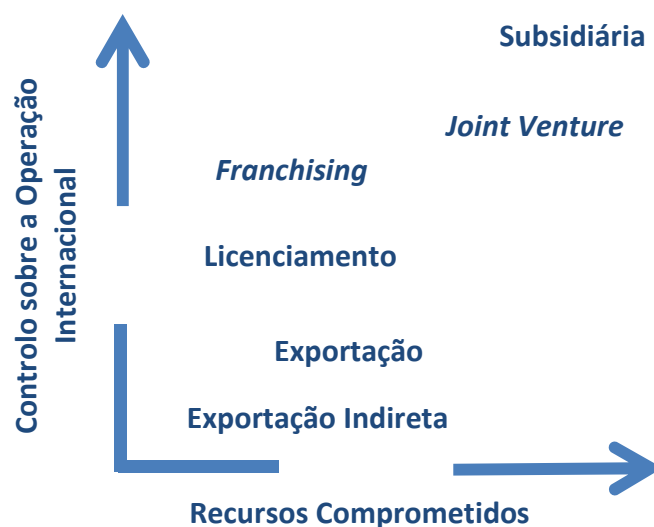 Subsidiária
Joint Venture
Franchising
Licenciamento
Exportação
Exportação Indireta
Controlo sobre a Operação
Internacional
Recursos Comprometidos